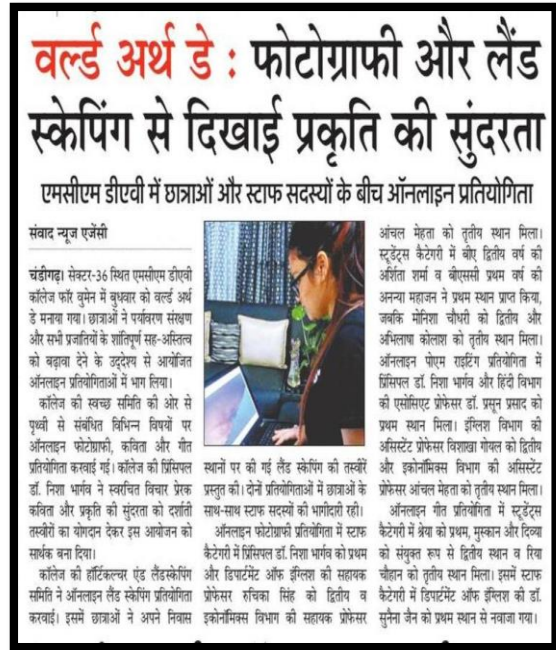 वर्ल्ड अर्थ डे : फोटोग्राफी और लैंड
स्केपिंग से दिखाई प्रकृति की सुंदरता
एमसीएम डीएवी में छात्राओं और स्टाफ सदस्यों के बीच ऑनलाइन प्रतियोगिता
संवाद न्यूज एजेंसी
चंडीगढ़। सेक्टर-36 स्थित एमसीएम डीएवी
कॉलेज फॉर वुमेन में बुधवार को वर्ल्ड अर्थ
डे मनाया गया। छात्राओं ने पर्यावरण संरक्षण
और सभी प्रजातियों के शांतिपूर्ण सह-अस्तित्व
को बढ़ावा देने के उद्देश्य से आयोजित
ऑनलाइन प्रतियोगिताओं में भाग लिया।
कॉलेज की स्वच्छ समिति की ओर से
पृथ्वी से संबंधित विभिन्न विषयों पर
ऑनलाइन फोटोग्राफी, कविता और गीत
प्रतियोगिता करवाई गई। कॉलेज की प्रिंसिपल
डॉ. निशा भार्गव ने स्वरचित विचार प्रेरक
कविता और प्रकृति की सुंदरता को दर्शाती
तस्वीरों का योगदान देकर इस आयोजन को
सार्थक बना दिया।
कॉलेज की हॉर्टिकल्चर एंड लैंडस्केपिंग
समिति ने ऑनलाइन लैंड स्केपिंग प्रतियोगिता
करवाई। इसमें छात्राओं ने अपने निवास
स्थानों पर की गई लैंड स्केपिंग की तस्वीरें
प्रस्तुत की। दोनों प्रतियोगिताओं में छात्राओं के
साथ-साथ स्टाफ सदस्यों की भागीदारी रही।
ऑनलाइन फोटोग्राफी प्रतियोगिता में स्टाफ
कैटेगरी में प्रिंसिपल डॉ. निशा भार्गव को प्रथम
और डिपार्टमेंट ऑफ इंग्लिश की सहायक
प्रोफेसर रुचिका सिंह को द्वितीय व
इकोनॉमिक्स विभाग की सहायक प्रोफेसर
आंचल मेहता को तृतीय स्थान मिला।
स्टूडेंट्स कैटेगरी में बीए द्वितीय वर्ष की
अर्शिता शर्मा व बीएससी प्रथम वर्ष की
अनन्या महाजन ने प्रथम स्थान प्राप्त किया,
जबकि मोनिशा चौधरी को द्वितीय और
अभिलाषा कोलाश को तृतीय स्थान मिला।
ऑनलाइन पोएम राइटिंग प्रतियोगिता में
प्रिंसिपल डॉ. निशा भार्गव और हिंदी विभाग
की एसोसिएट प्रोफेसर डॉ. प्रसून प्रसाद को
प्रथम स्थान मिला। इंग्लिश विभाग की
असिस्टेंट प्रोफेसर विशाखा गोयल को द्वितीय
और इकोनॉमिक्स विभाग की असिस्टेंट
प्रोफेसर आंचल मेहता को तृतीय स्थान मिला।
ऑनलाइन गीत प्रतियोगिता में स्टूडेंट्स
कैटेगरी में श्रेया को प्रथम, मुस्कान और दिव्या
को संयुक्त रूप से द्वितीय स्थान व रिया
चौहान को तृतीय स्थान मिला। इसमें स्टाफ
कैटेगरी में डिपार्टमेंट ऑफ इंग्लिश की डॉ.
सुनैना जैन को प्रथम स्थान से नवाजा गया।